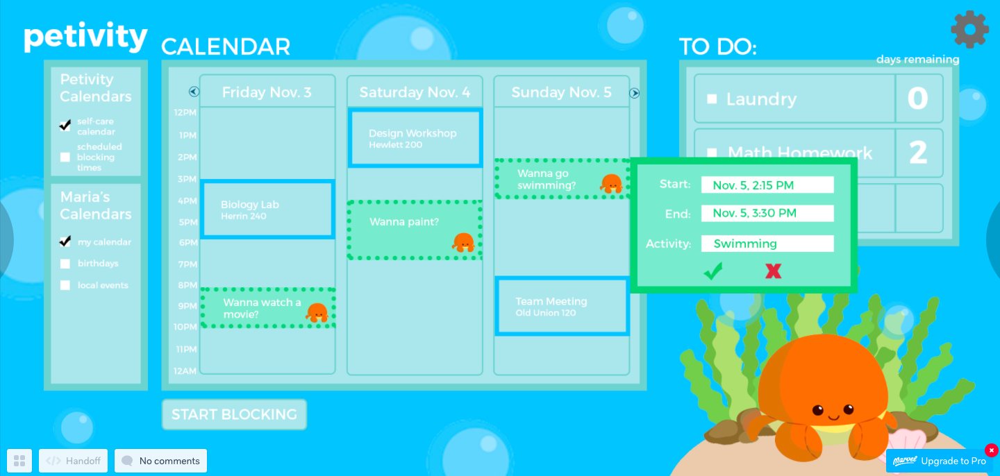 petivity
CALENDAR
TO DO:
days remaining
Petivity
Calendars
self-care
calendar
scheduled
blocking
times
Maria's
Calendars
my calendar
birthdays
local events
Friday Nov. 3
Saturday Nov. 4
Sunday Nov. 5
12PM
1PM
2PM
3PM
4PM
5PM
6PM
7PM
8PM
9PM
10PM
11PM
12AM
Biology Lab
Herrin 240
Wanna watch a
movie?
Design Workshop
Hewlett 200
Wanna paint?
Wanna go
swimming?
Team Meeting
Old Union 120
Laundry 0
Math Homework 2
Start: Nov. 5, 2:15 PM
End: Nov. 5, 3:30 PM
Activity: Swimming
X
START BLOCKING
</> Handoff
No comments
Marvel Upgrade to Pro